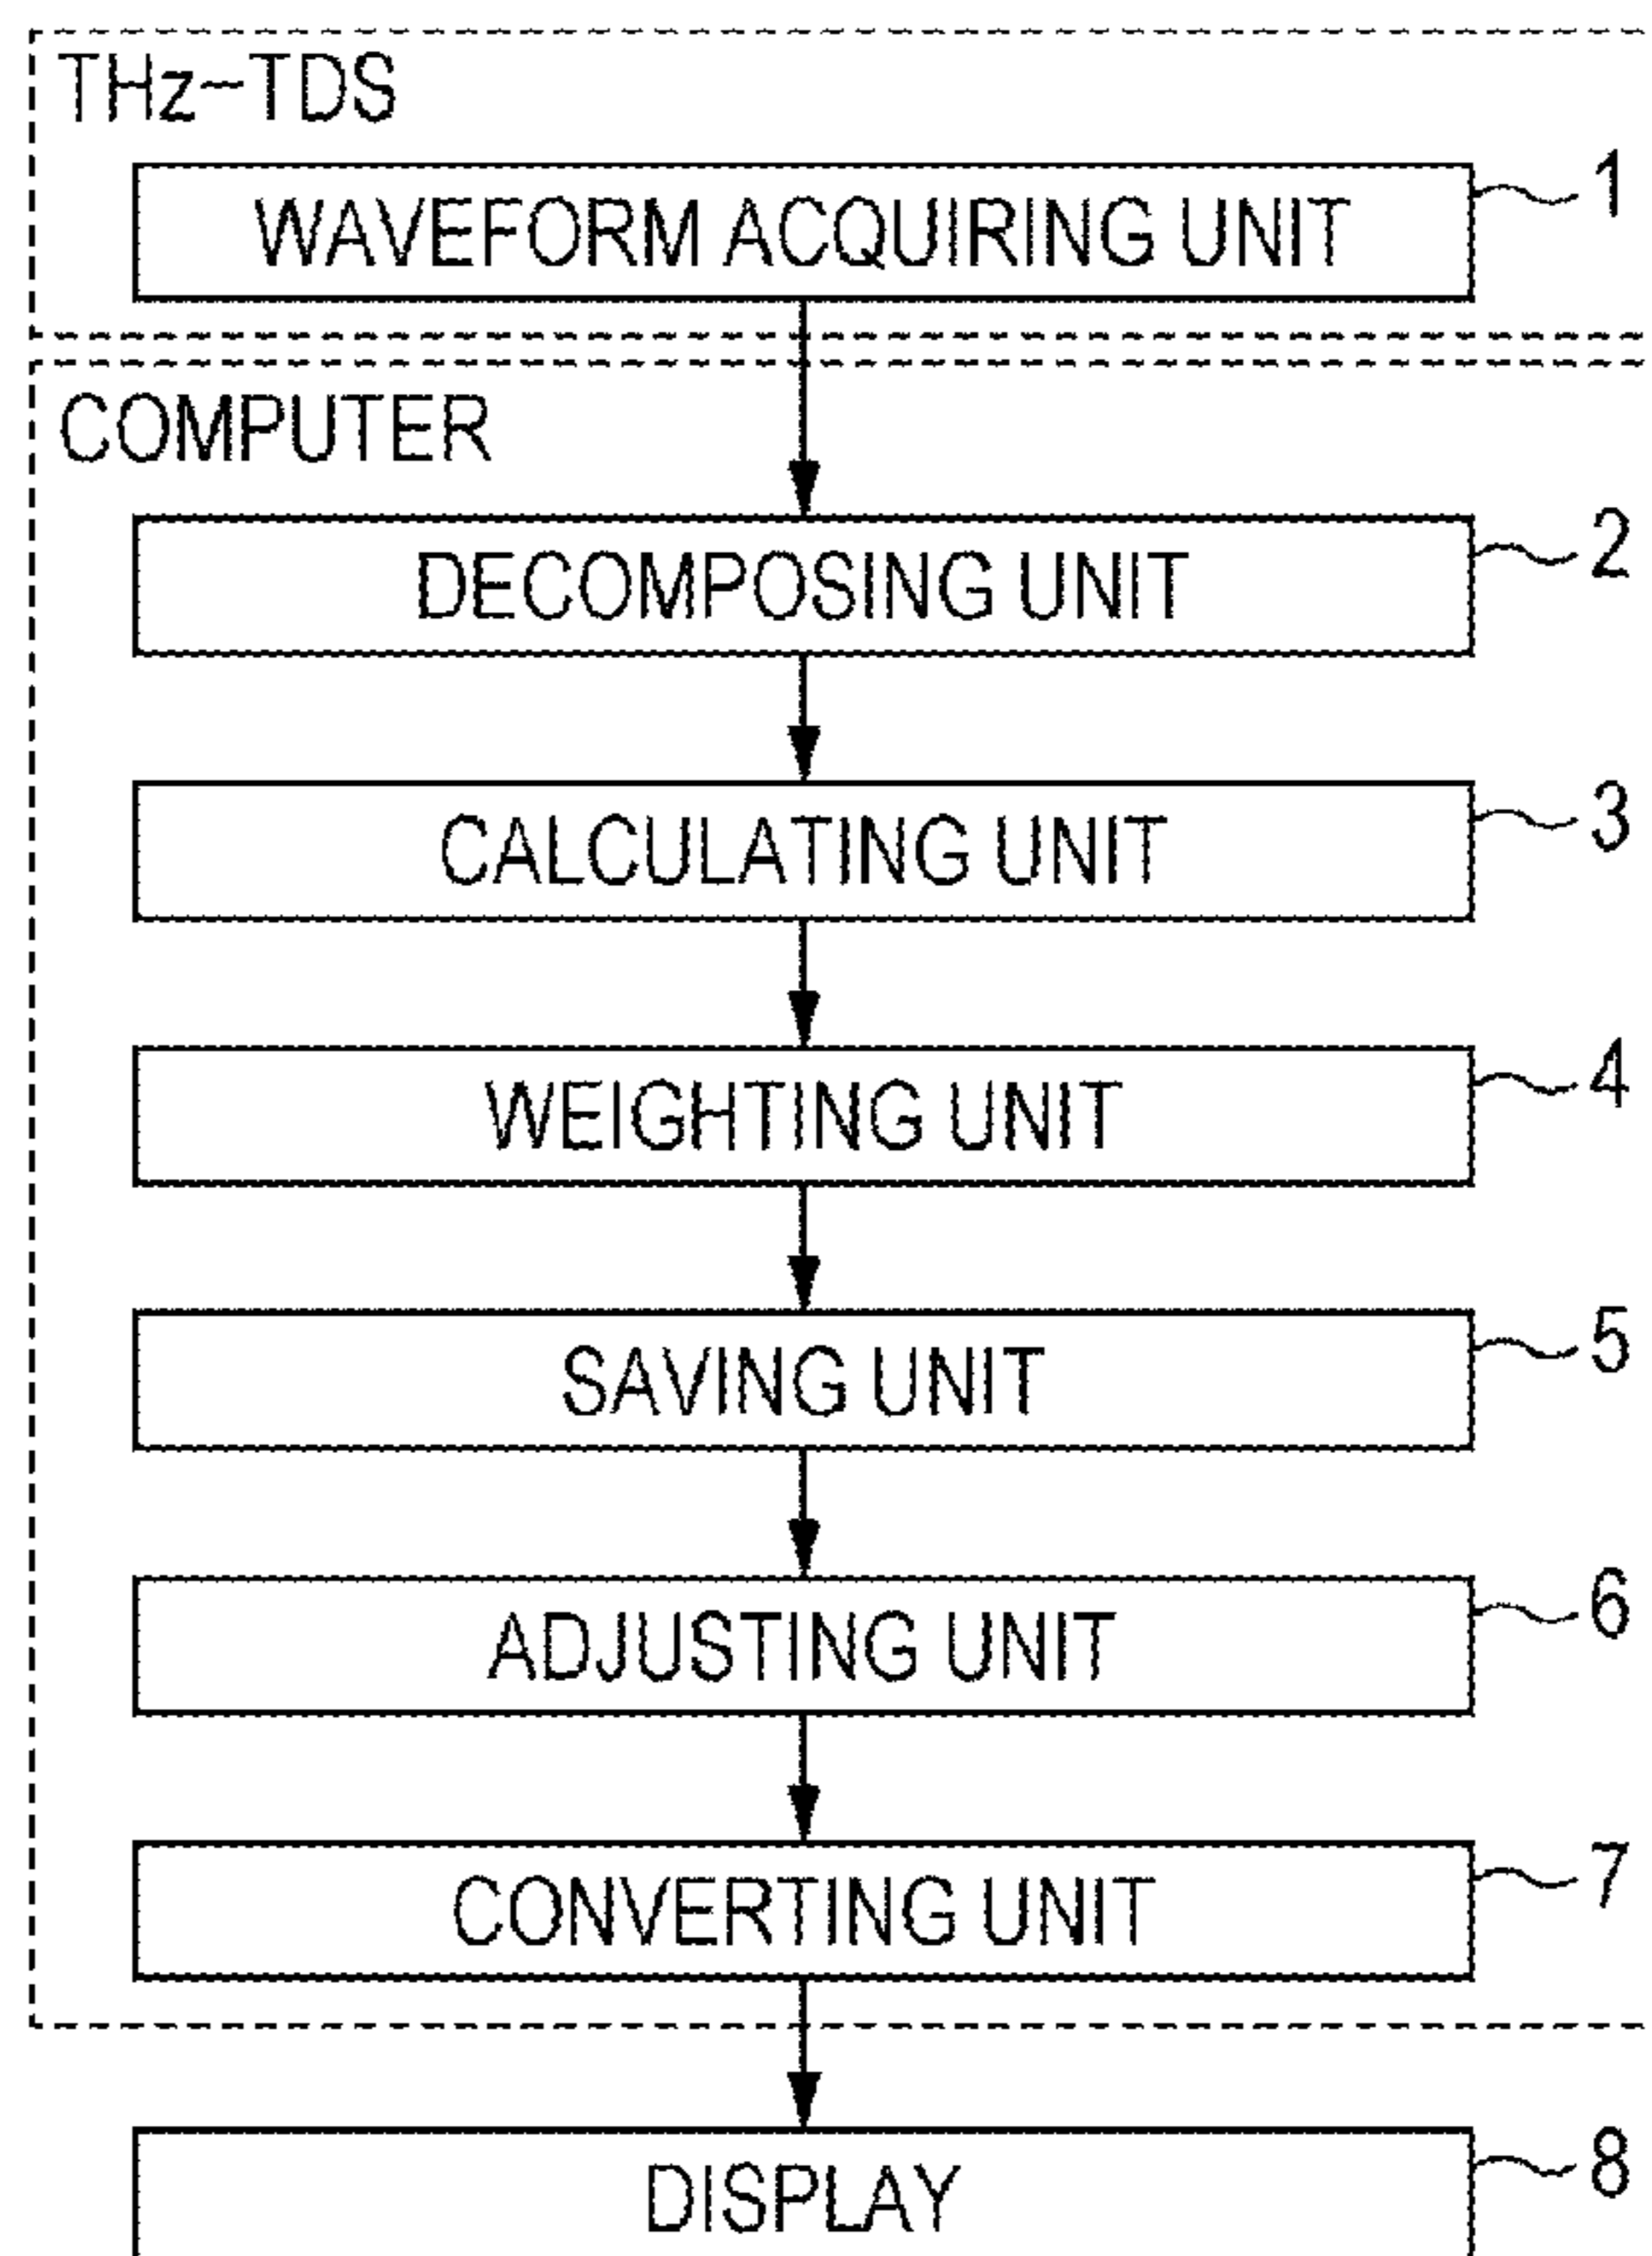 THz-TDS
WAVEFORM ACQUIRING UNIT 1
COMPUTER
DECOMPOSING UNIT 2
CALCULATING UNIT 3
WEIGHTING UNIT 4
SAVING UNIT 5
ADJUSTING UNIT 6
CONVERTING UNIT 7
DISPLAY 8